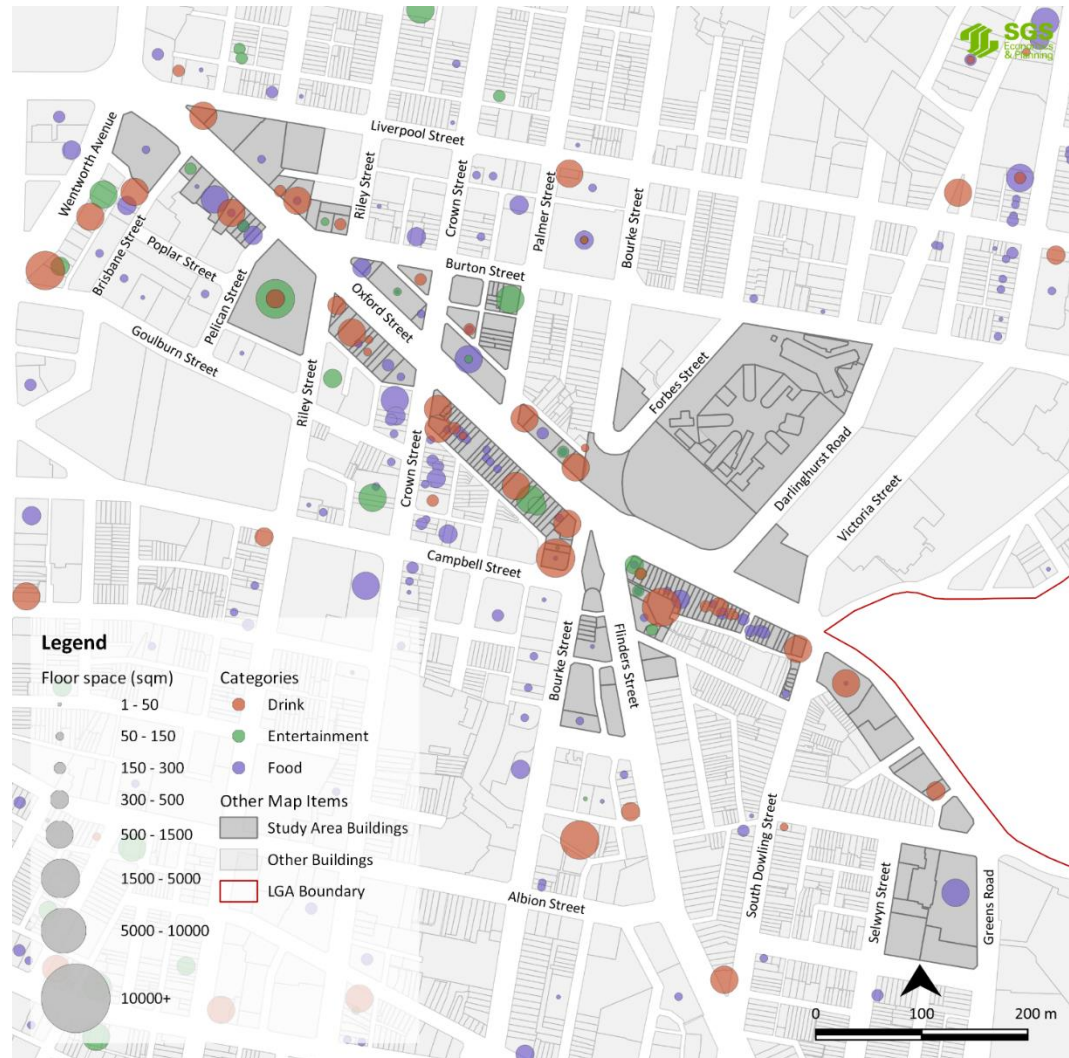 SGS
Economics
& Planning
Liverpool Street
Wentworth Avenue
Riley Street
Crown Street
Palmer Street
Bourke Street
Brisbane Street
Poplar Street
Pelican Street
Burton Street
Oxford Street
Goulburn Street
Riley Street
Forbes Street
Crown Street
Darlinghurst Road
Victoria Street
Campbell Street
Bourke Street
Flinders Street
Legend
Floor space (sqm)
1 - 50
50 - 150
150 - 300
300 - 500
500 - 1500
1500 - 5000
5000 - 10000
10000+
Categories
Drink
Entertainment
Food
Other Map Items
Study Area Buildings
Other Buildings
LGA Boundary
South Dowling Street
Albion Street
Selwyn Street
Greens Road
0 100 200 m